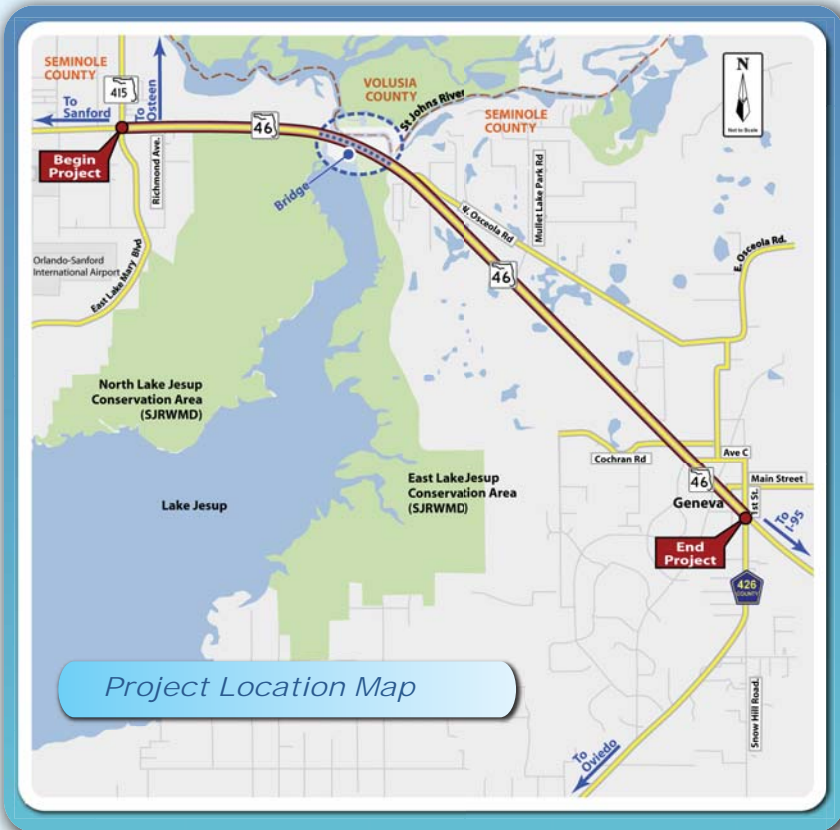 SEMINOLE
COUNTY
415
To
Sanford
To
Osteen
46
VOLUSIA
COUNTY
St Johns River
SEMINOLE
COUNTY
N
Not to Scale
Begin
Project
Richmond Ave.
Bridge
Orlando-Sanford
International Airport
East Lake Mary Blvd
W. Osceola Rd
Mullet Lake Park Rd
46
E. Osceola Rd.
North Lake Jesup
Conservation Area
(SJRWMD)
Lake Jesup
East LakeJesup
Conservation Area
(SJRWMD)
Cochran Rd
Ave C
46
Main Street
Geneva
1st St.
To
I-95
End
Project
426
COUNTY
Snow Hill Road
To
Oviedo
Project Location Map